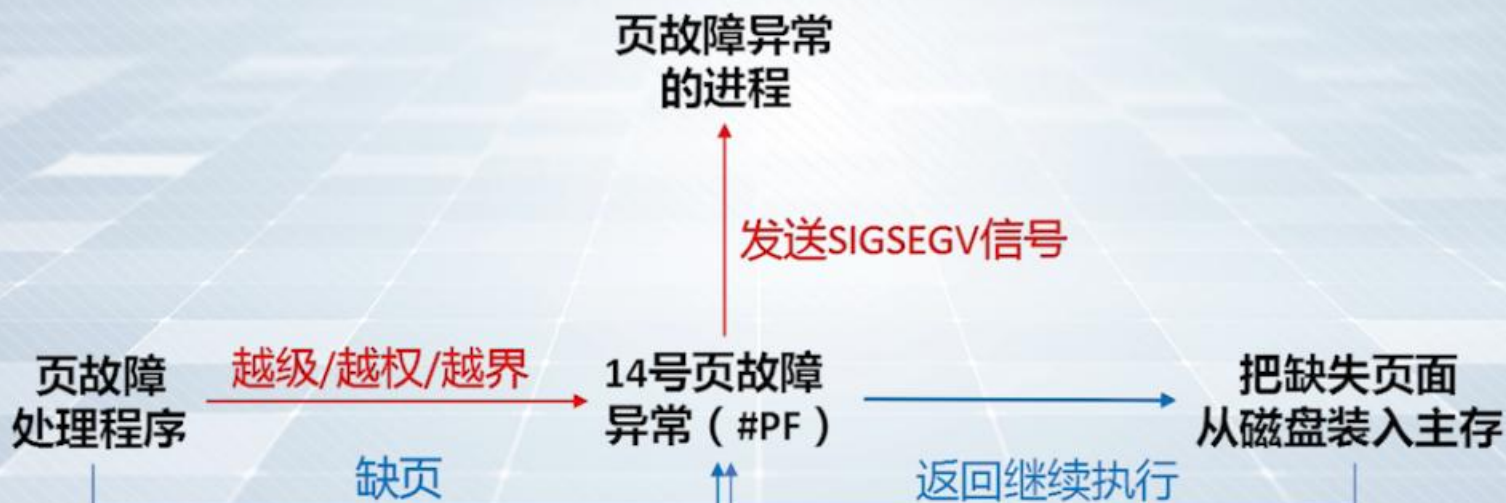 页故障异常
的进程
发送SIGSEGV信号
页故障
处理程序
越级/越权/越界
14号页故障
异常（#PF）
把缺失页面
从磁盘装入主存
缺页
返回继续执行